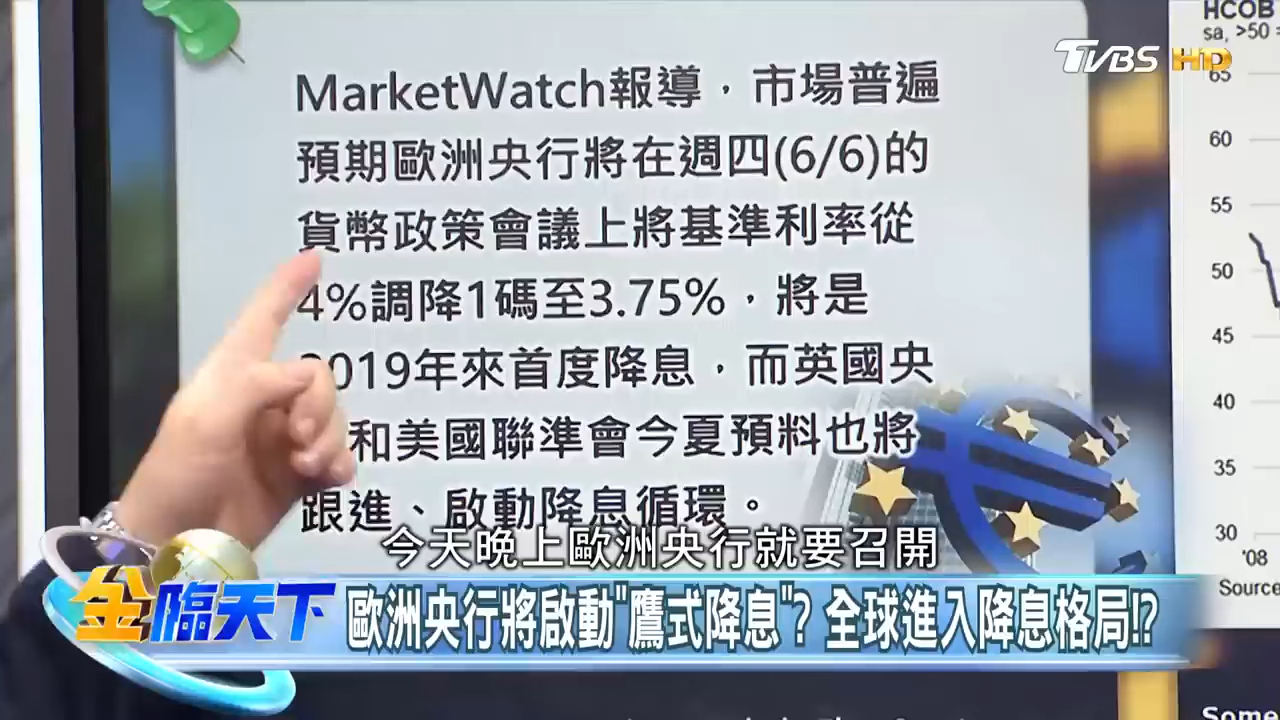 HCOB
sa, >50 =
TVBS HD
MarketWatch報導，市場普遍
預期歐洲央行將在週四(6/6)的
貨幣政策會議上將基準利率從
4%調降1碼至3.75%，將是
2019年來首度降息，而英國央
和美國聯準會今夏預料也將
跟進、啟動降息循環。
65
60
55
50
45
40
35
30
'08
Source
今天晚上歐洲央行就要召開
金臨天下
歐洲央行將啟動"鷹式降息"? 全球進入降息格局!?
Some